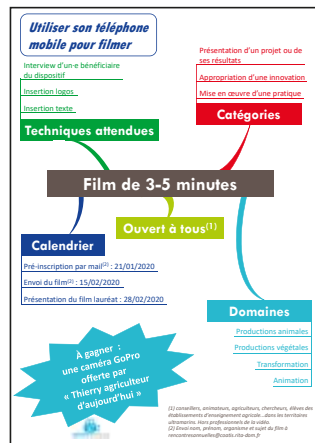 Utiliser son téléphone
mobile pour filmer
Interview d'un·e bénéficiaire
du dispositif
Insertion logos
Insertion texte
Techniques attendues
Présentation d'un projet ou de
ses résultats
Appropriation d'une innovation
Mise en œuvre d'une pratique
Catégories
Film de 3-5 minutes
Ouvert à tous(1)
Calendrier
Pré-inscription par mail(2) : 21/01/2020
Envoi du film(2) : 15/02/2020
Présentation du film lauréat : 28/02/2020
Domaines
Productions animales
Productions végétales
Transformation
Animation
À gagner :
une caméra GoPro
offerte par
« Thierry agriculteur
d'aujourd'hui »
(1) conseillers, animateurs, agriculteurs, chercheurs, élèves des
établissements d'enseignement agricole...dans les territoires
ultramarins. Hors professionnels de la vidéo.
(2) Envoi nom, prénom, organisme et sujet du film à